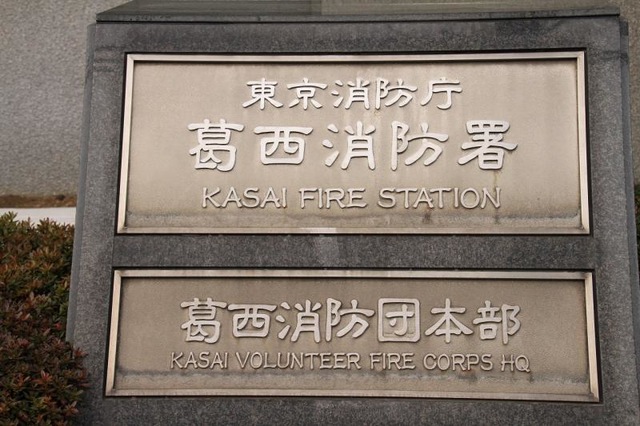 東京消防庁
葛西消防署
KASAI FIRE STATION
葛西消防団本部
KASAI VOLUNTEER FIRE CORPS HQ